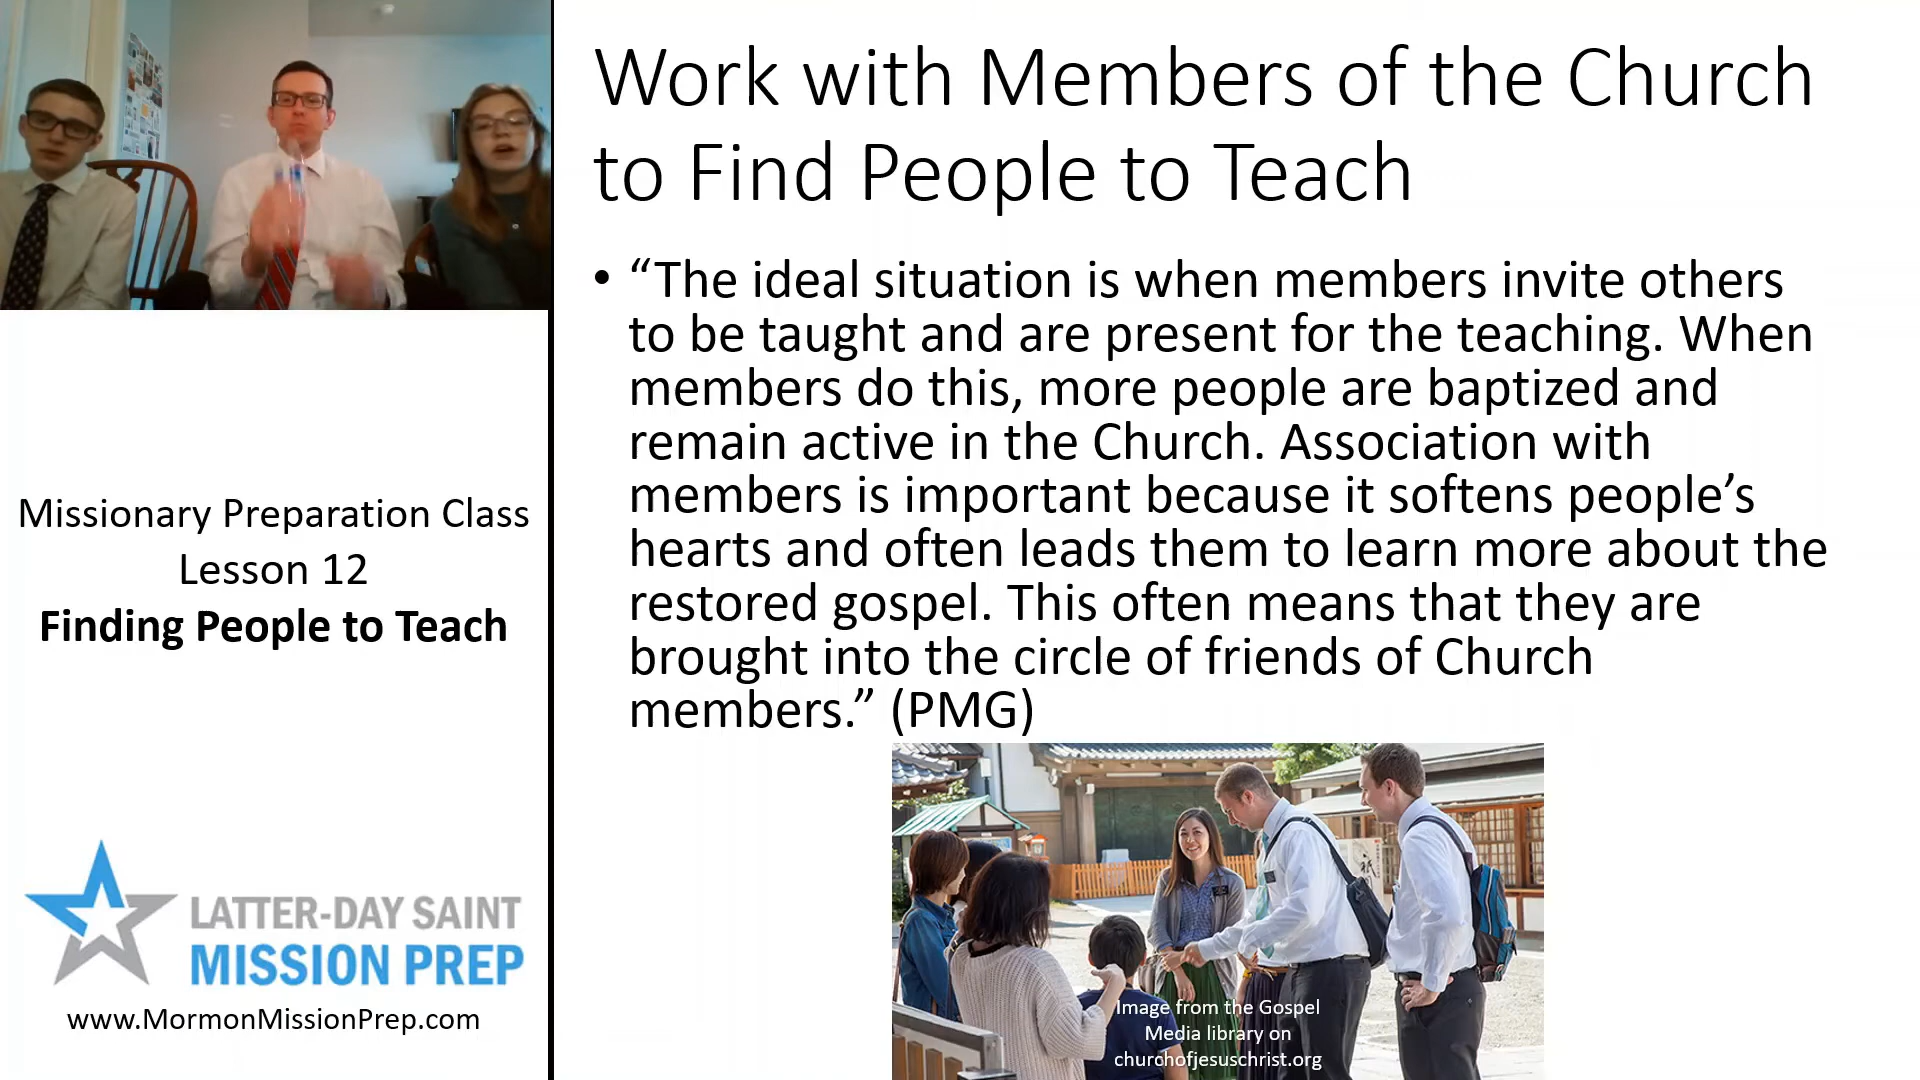 Work with Members of the Church
to Find People to Teach
• “The ideal situation is when members invite others
to be taught and are present for the teaching. When
members do this, more people are baptized and
remain active in the Church. Association with
members is important because it softens people’s
hearts and often leads them to learn more about the
restored gospel. This often means that they are
brought into the circle of friends of Church
members.” (PMG)
Missionary Preparation Class
Lesson 12
Finding People to Teach
LATTER-DAY SAINT
MISSION PREP
www.MormonMissionPrep.com
Image from the Gospel
Media library on
churchofjesuschrist.org